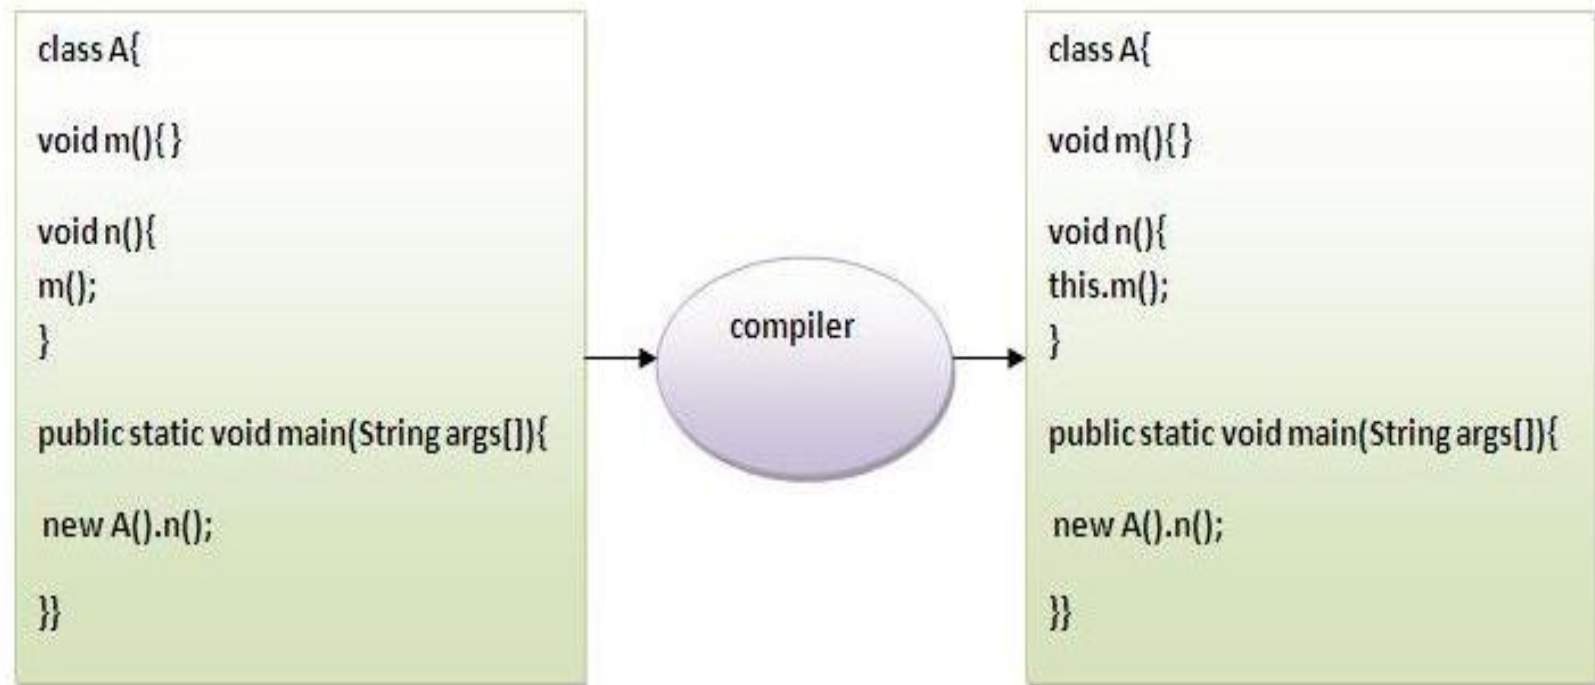 class A{
void m(){}
void n(){
m();
}
public static void main(String args[]){
new A().n();
}}
compiler
class A{
void m(){}
void n(){
this.m();
}
public static void main(String args[]){
new A().n();
}}